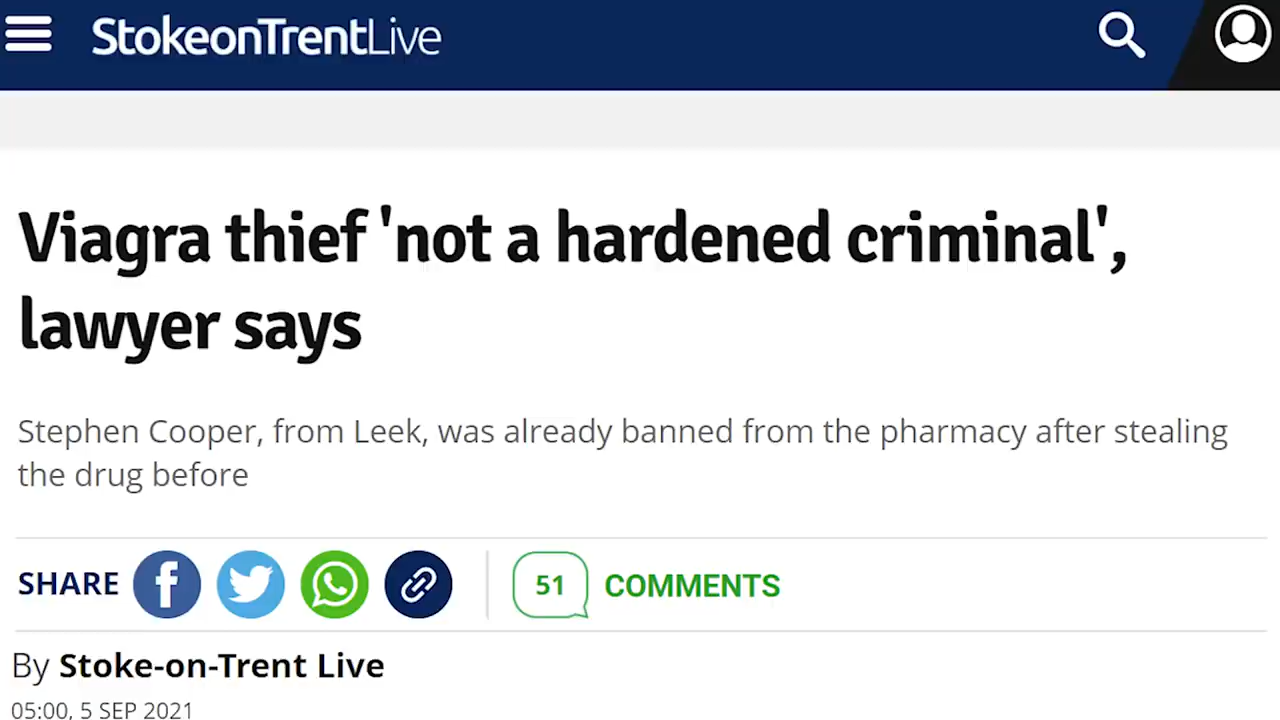 StokeonTrentLive
Viagra thief 'not a hardened criminal',
lawyer says
Stephen Cooper, from Leek, was already banned from the pharmacy after stealing
the drug before
SHARE 51 COMMENTS
By Stoke-on-Trent Live
05:00, 5 SEP 2021